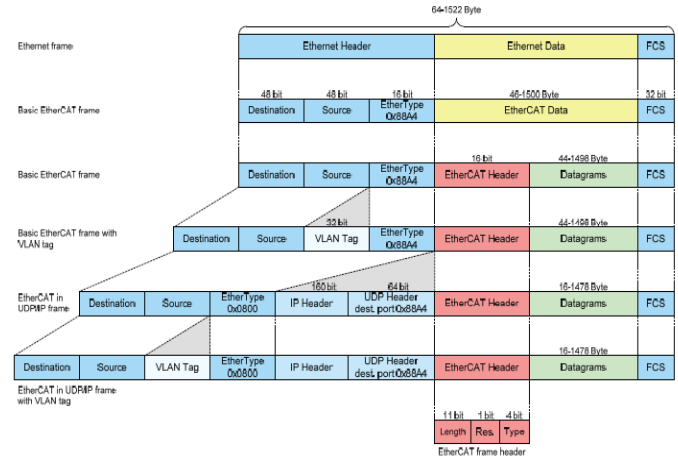 64-1522 Byte
Ethernet frame
Ethernet Header
Ethernet Data
FCS
48 bit
48 bit
16 bit
46-1500 Byte
32 bit
Basic EtherCAT frame
Destination
Source
EtherType
0x88A4
EtherCAT Data
FCS
16 bit
44-1498 Byte
Basic EtherCAT frame
Destination
Source
EtherType
0x88A4
EtherCAT Header
Datagrams
FCS
32 bit
44-1498 Byte
Basic EtherCAT frame with
VLAN tag
Destination
Source
VLAN Tag
EtherType
0x88A4
EtherCAT Header
Datagrams
FCS
160 bit
64 bit
16-1478 Byte
EtherCAT in
UDP/IP frame
Destination
Source
EtherType
0x0800
IP Header
UDP Header
dest. port 0x88A4
EtherCAT Header
Datagrams
FCS
16-1478 Byte
Destination
Source
VLAN Tag
EtherType
0x0800
IP Header
UDP Header
dest. port 0x88A4
EtherCAT Header
Datagrams
FCS
EtherCAT in UDP/IP frame
with VLAN tag
11 bit
1 bit
4 bit
Length
Res.
Type
EtherCAT frame header